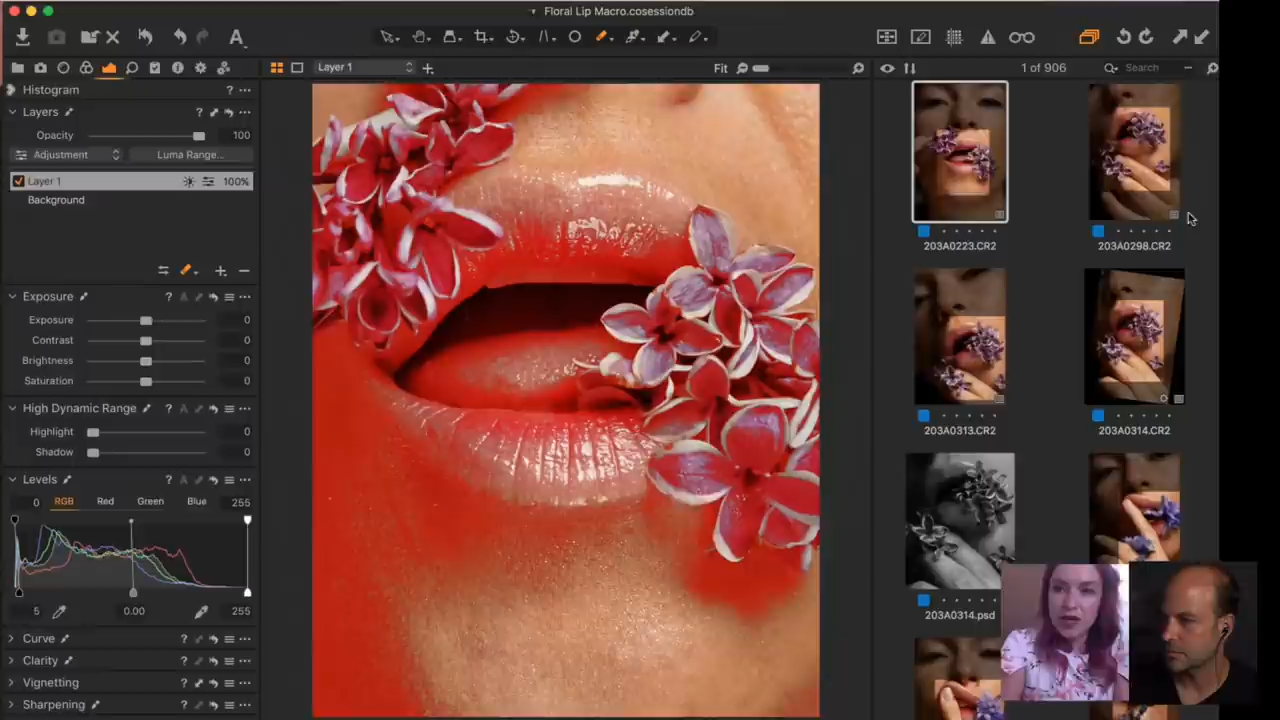 Floral Lip Macro.cosessiondb
Layer 1
Fit
1 of 906
Search
Histogram
? ...
Layers
? ...
Opacity 100
Adjustment Luma Range...
Layer 1 100%
Background
Exposure
? A ...
Exposure 0
Contrast 0
Brightness 0
Saturation 0
High Dynamic Range
? A ...
Highlight 0
Shadow 0
Levels
? A ...
0 RGB Red Green Blue 255
5 0.00 255
Curve
? ...
Clarity
? ...
Vignetting
? ...
Sharpening
? ...
203A0223.CR2
203A0298.CR2
203A0313.CR2
203A0314.CR2
203A0314.psd